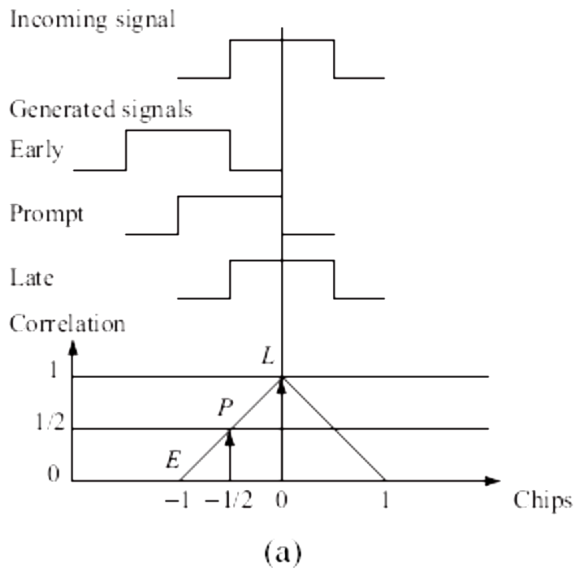 Incoming signal
Generated signals
Early
Prompt
Late
Correlation
L
1
P
1/2
E
0
−1 −1/2 0 1 Chips
(a)